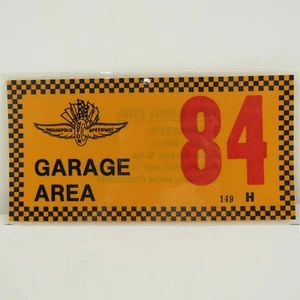 INDIANAPOLIS SPEEDWAY
84
GARAGE
AREA
149 H